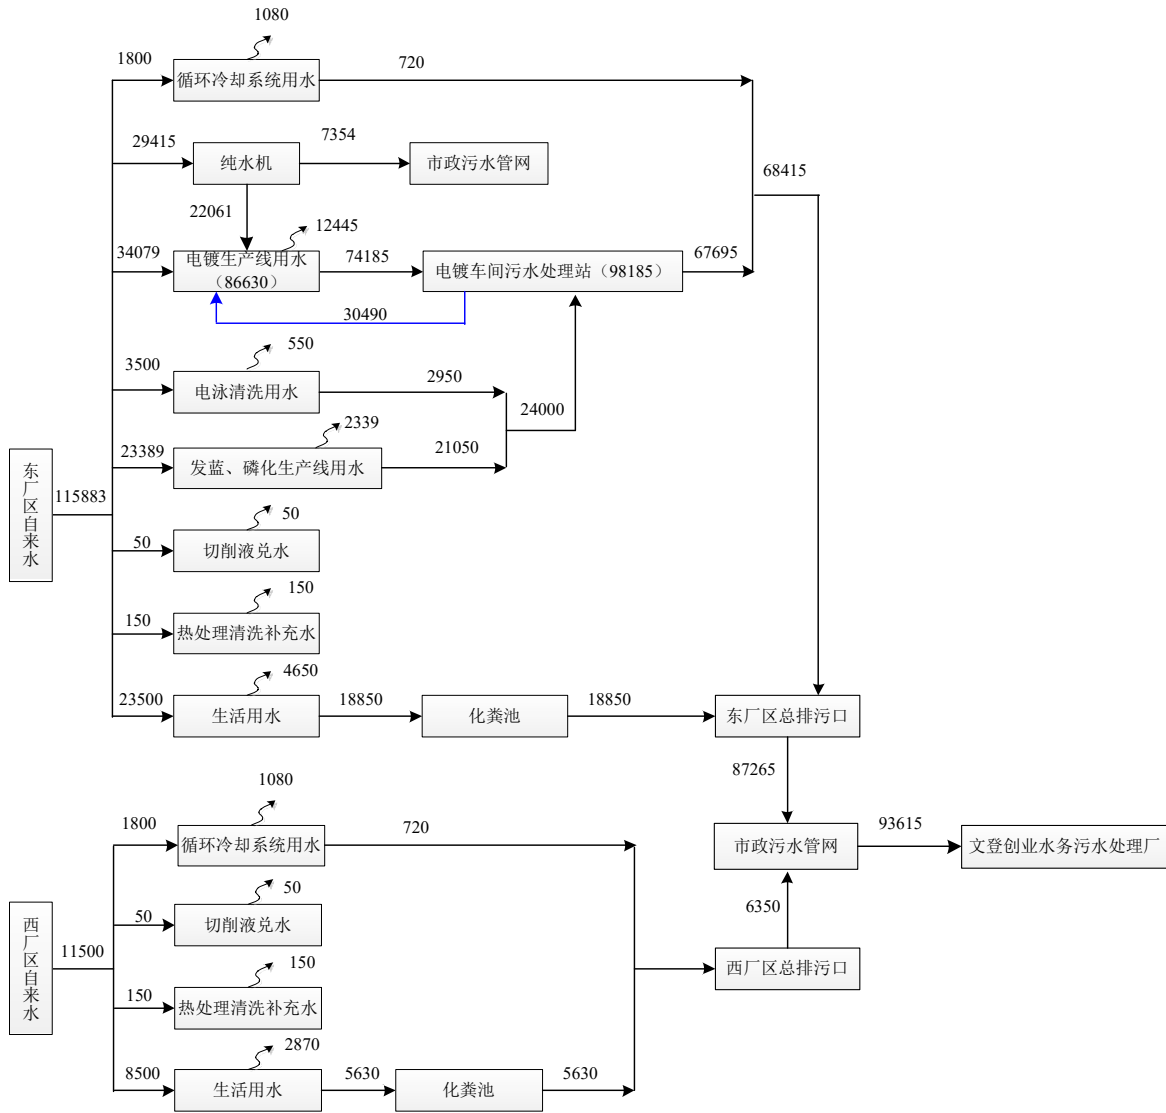 1080
1800
循环冷却系统用水
720
29415
纯水机
7354
市政污水管网
68415
22061
12445
34079
电镀生产线用水
(86630)
74185
电镀车间污水处理站（98185）
67695
30490
550
3500
电泳清洗用水
2950
24000
2339
23389
发蓝、磷化生产线用水
21050
东厂区自来水
115883
50
50
切削液兑水
150
150
热处理清洗补充水
4650
23500
生活用水
18850
化粪池
18850
东厂区总排污口
87265
1080
1800
循环冷却系统用水
720
市政污水管网
93615
文登创业水务污水处理厂
50
50
切削液兑水
6350
西厂区自来水
11500
西厂区总排污口
150
150
热处理清洗补充水
2870
8500
生活用水
5630
化粪池
5630